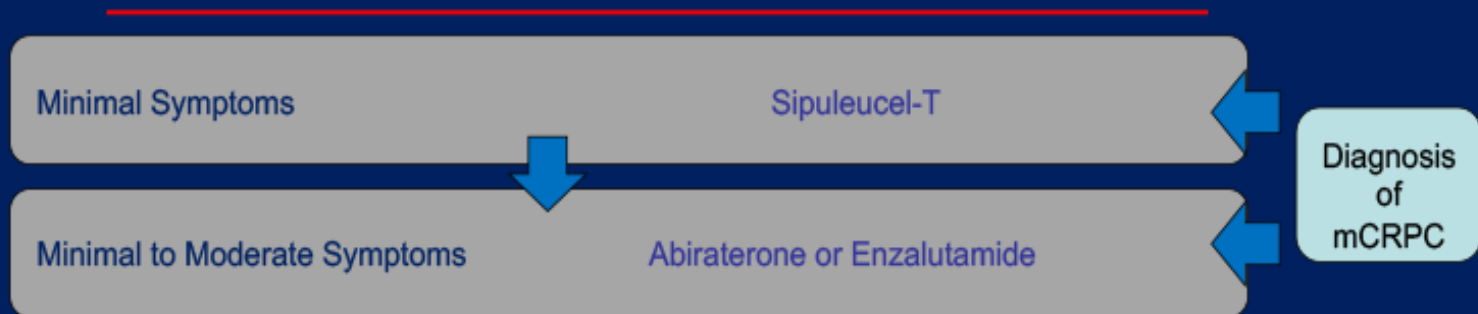 Minimal Symptoms
Sipuleucel-T
Diagnosis
of
mCRPC
Minimal to Moderate Symptoms
Abiraterone or Enzalutamide